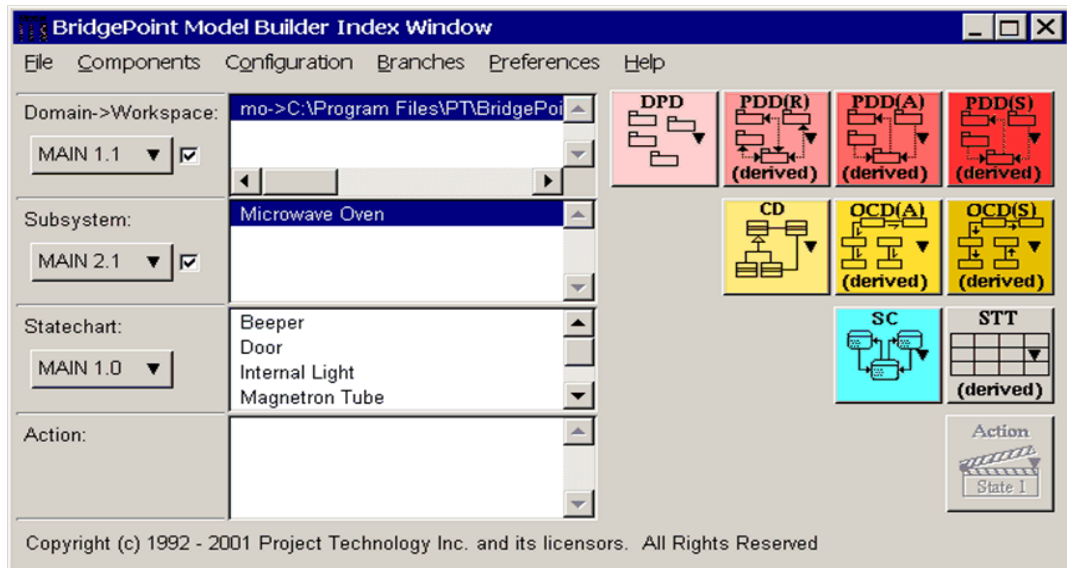 BridgePoint Model Builder Index Window
File Components Configuration Branches Preferences Help
Domain->Workspace:
MAIN 1.1
mo->C:\Program Files\PT\BridgePoi
DPD
PDD(R)
(derived)
PDD(A)
(derived)
PDD(S)
(derived)
Subsystem:
MAIN 2.1
Microwave Oven
CD
OCD(A)
(derived)
OCD(S)
(derived)
Statechart:
MAIN 1.0
Beeper
Door
Internal Light
Magnetron Tube
SC
STT
(derived)
Action:
Action
State 1
Copyright (c) 1992 - 2001 Project Technology Inc. and its licensors. All Rights Reserved